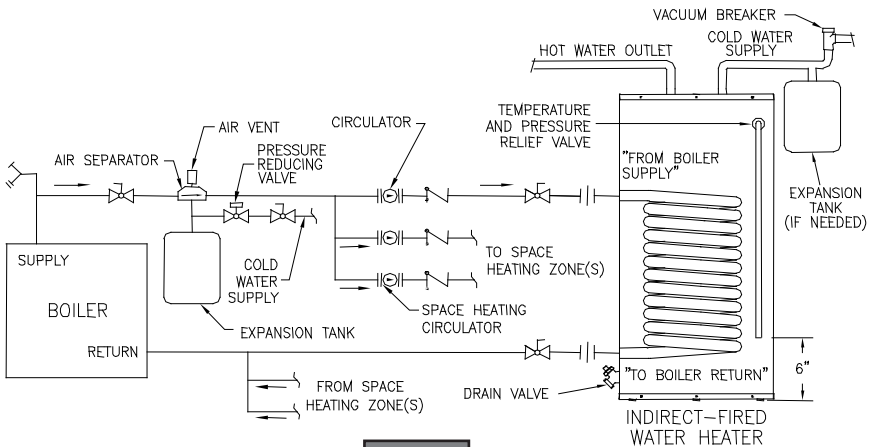 VACUUM BREAKER
COLD WATER
SUPPLY
HOT WATER OUTLET
TEMPERATURE
AND PRESSURE
RELIEF VALVE
CIRCULATOR
AIR VENT
PRESSURE
REDUCING
VALVE
AIR SEPARATOR
"FROM BOILER
SUPPLY"
EXPANSION
TANK
(IF NEEDED)
SUPPLY
BOILER
RETURN
COLD
WATER
SUPPLY
TO SPACE
HEATING ZONE(S)
SPACE HEATING
CIRCULATOR
EXPANSION TANK
FROM SPACE
HEATING ZONE(S)
DRAIN VALVE
"TO BOILER RETURN"
6"
INDIRECT-FIRED
WATER HEATER